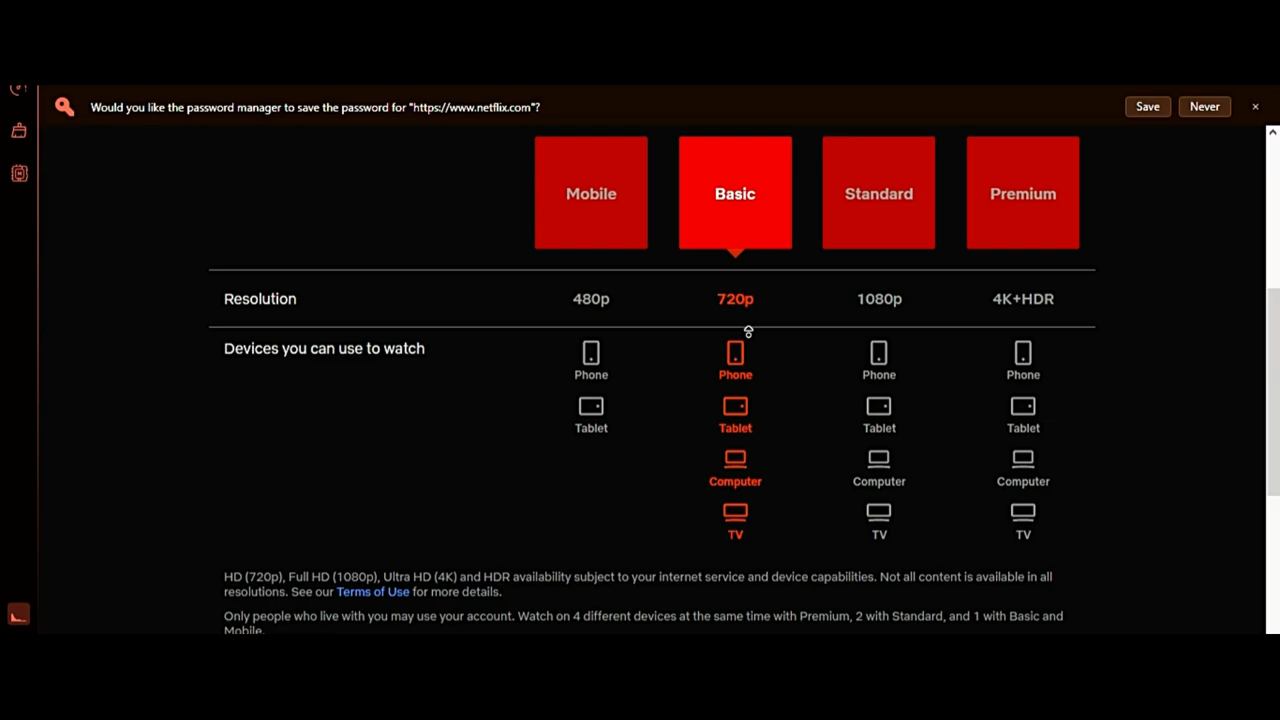 Would you like the password manager to save the password for "https://www.netflix.com"?
Save
Never
Mobile
Basic
Standard
Premium
Resolution
480p
720p
1080p
4K+HDR
Devices you can use to watch
Phone
Phone
Phone
Phone
Tablet
Tablet
Tablet
Tablet
Computer
Computer
Computer
TV
TV
TV
HD (720p), Full HD (1080p), Ultra HD (4K) and HDR availability subject to your internet service and device capabilities. Not all content is available in all
resolutions. See our Terms of Use for more details.
Only people who live with you may use your account. Watch on 4 different devices at the same time with Premium, 2 with Standard, and 1 with Basic and
Mobile.